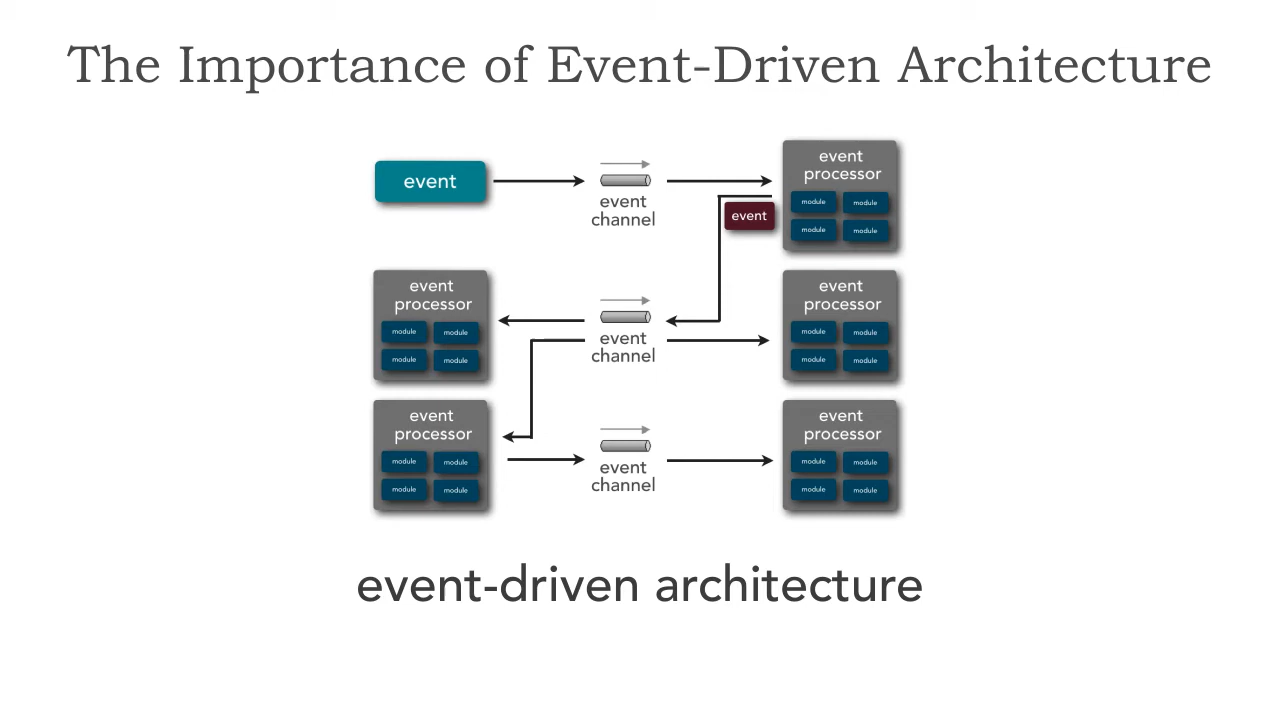 The Importance of Event-Driven Architecture
event
event
channel
event
processor
module
module
module
module
event
event
processor
module
module
module
module
event
channel
event
processor
module
module
module
module
event
processor
module
module
module
module
event
channel
event
processor
module
module
module
module
event-driven architecture